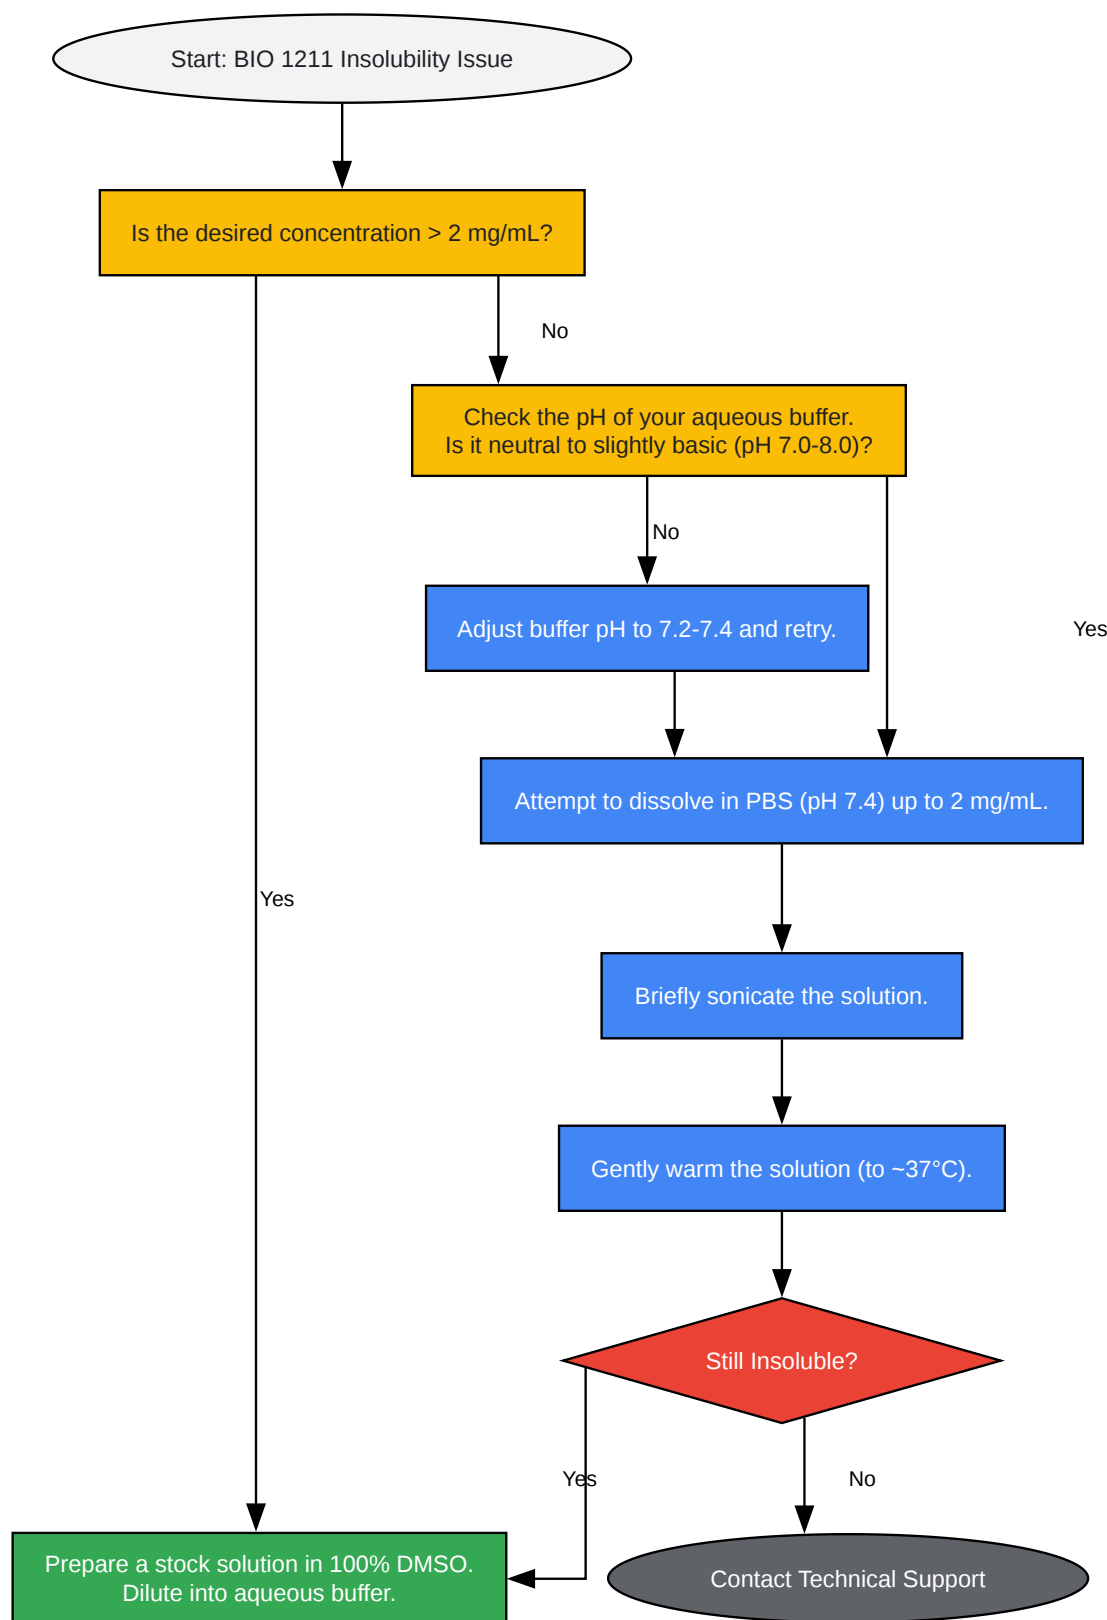 Start: BIO 1211 Insolubility Issue
Is the desired concentration > 2 mg/mL?
No
Check the pH of your aqueous buffer.
Is it neutral to slightly basic (pH 7.0-8.0)?
No
Adjust buffer pH to 7.2-7.4 and retry.
Yes
Attempt to dissolve in PBS (pH 7.4) up to 2 mg/mL.
Yes
Briefly sonicate the solution.
Gently warm the solution (to ~37°C).
Still Insoluble?
Yes
No
Prepare a stock solution in 100% DMSO.
Dilute into aqueous buffer.
Contact Technical Support